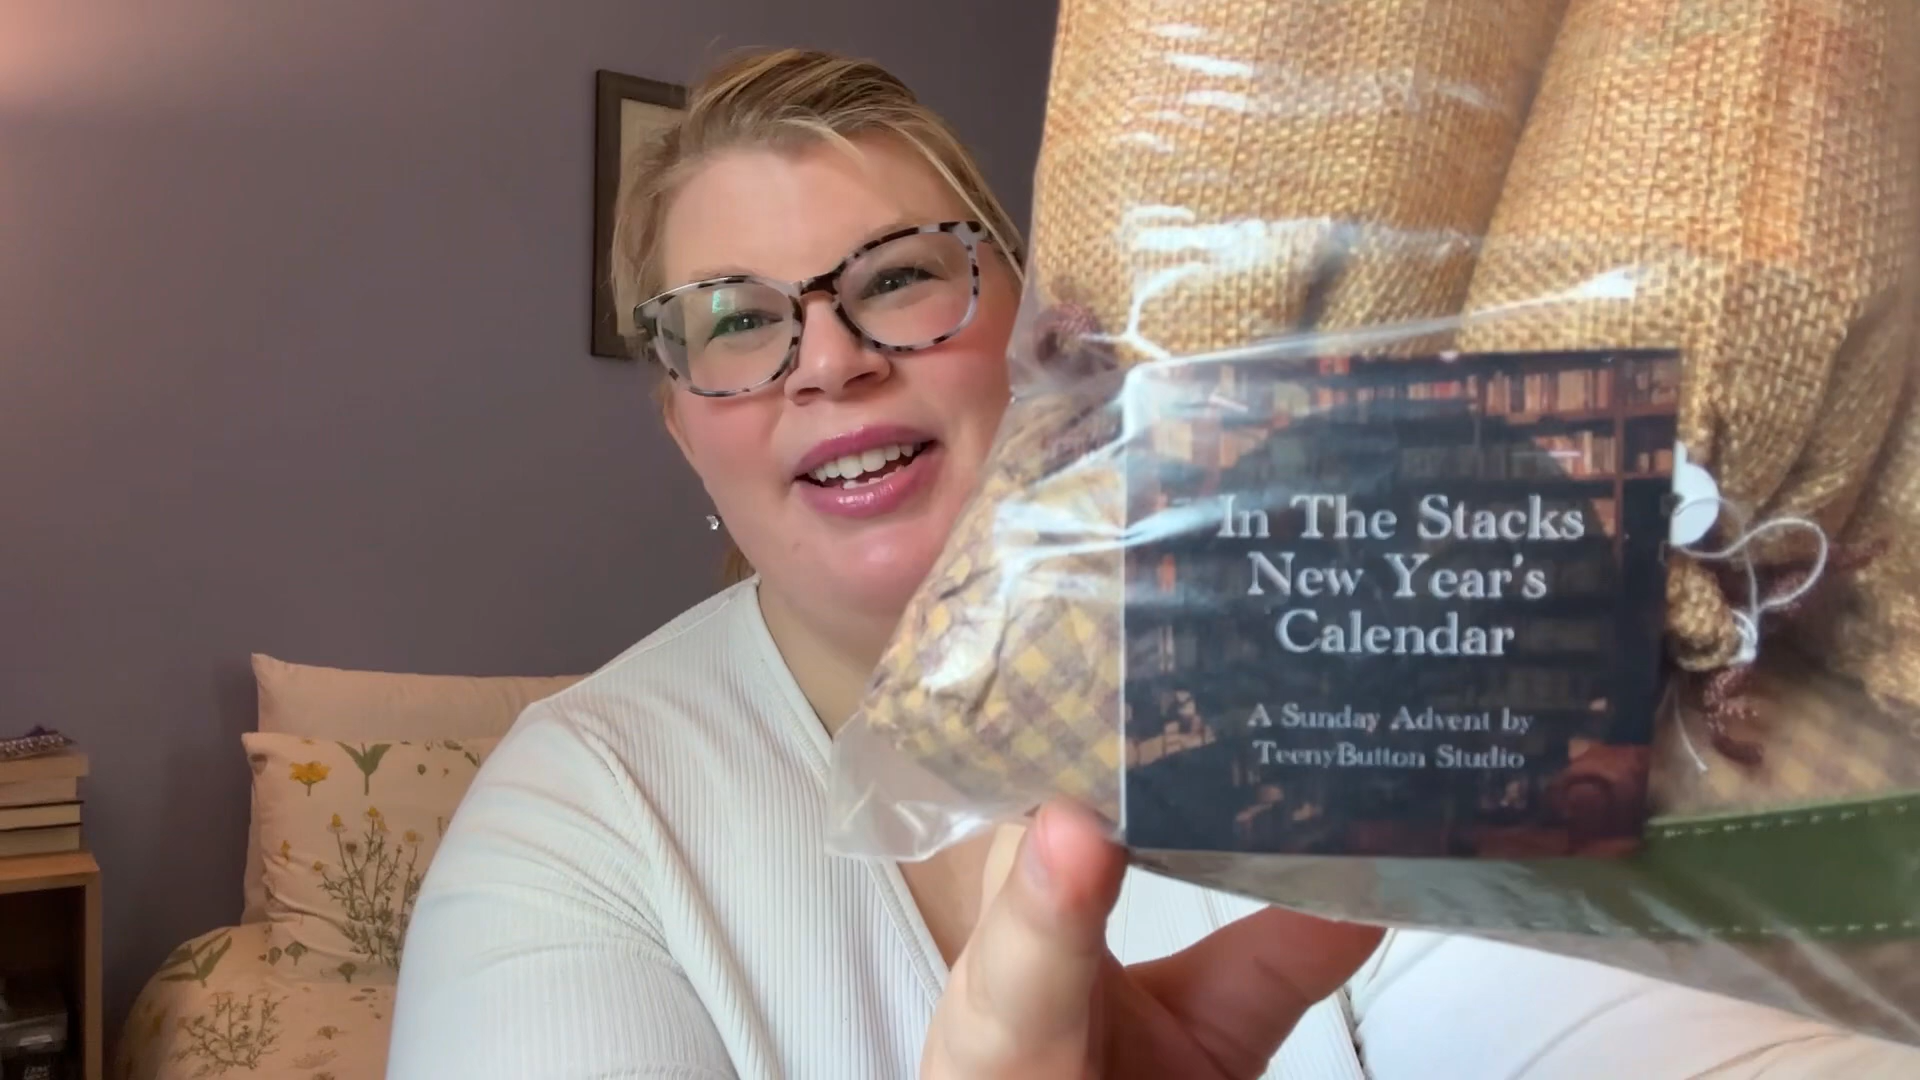 In The Stacks
New Year's
Calendar
A Sunday Advent by
TeenyButton Studio